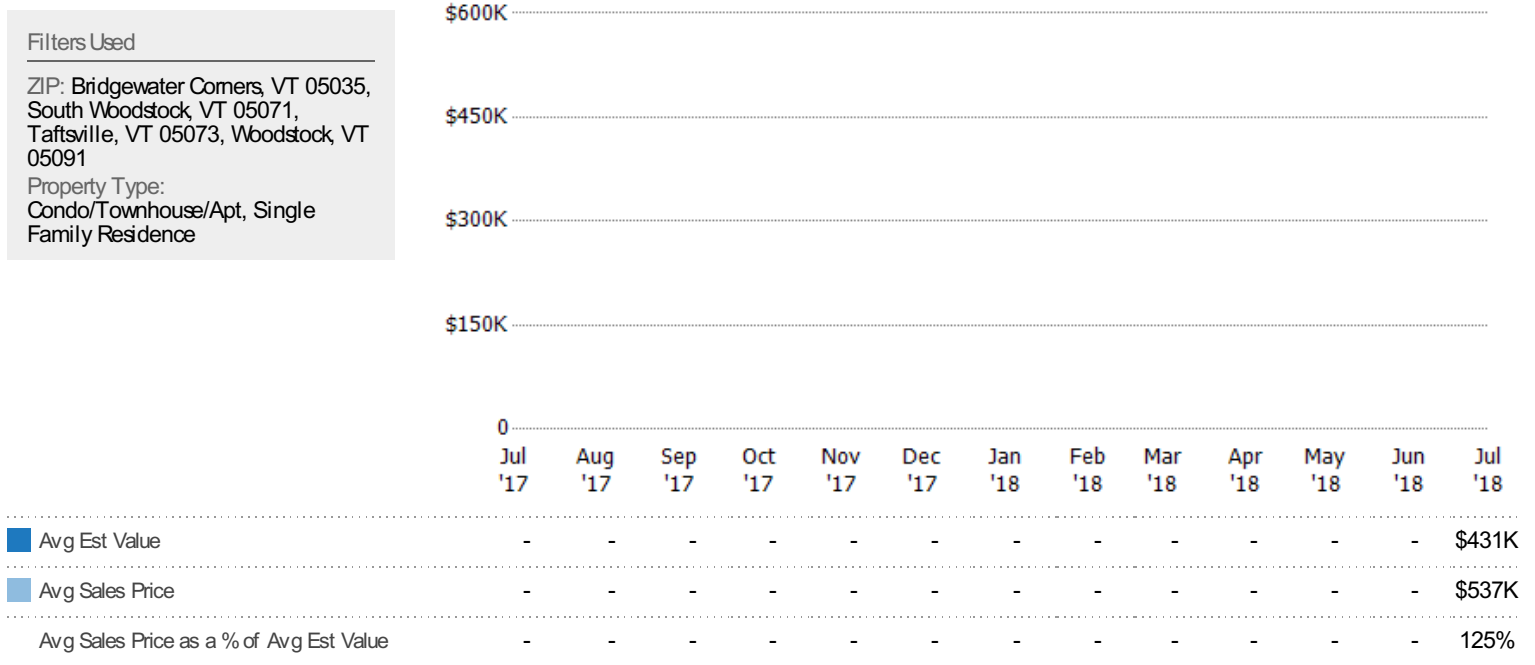 Filters Used
ZIP: Bridgewater Corners, VT 05035,
South Woodstock, VT 05071,
Taftsville, VT 05073, Woodstock, VT
05091
Property Type:
Condo/Townhouse/Apt, Single
Family Residence
$600K
$450K
$300K
$150K
0
Jul Aug Sep Oct Nov Dec Jan Feb Mar Apr May Jun Jul
'17 '17 '17 '17 '17 '17 '18 '18 '18 '18 '18 '18 '18
Avg Est Value - - - - - - - - - - - - $431K
Avg Sales Price - - - - - - - - - - - - $537K
Avg Sales Price as a % of Avg Est Value - - - - - - - - - - - - 125%